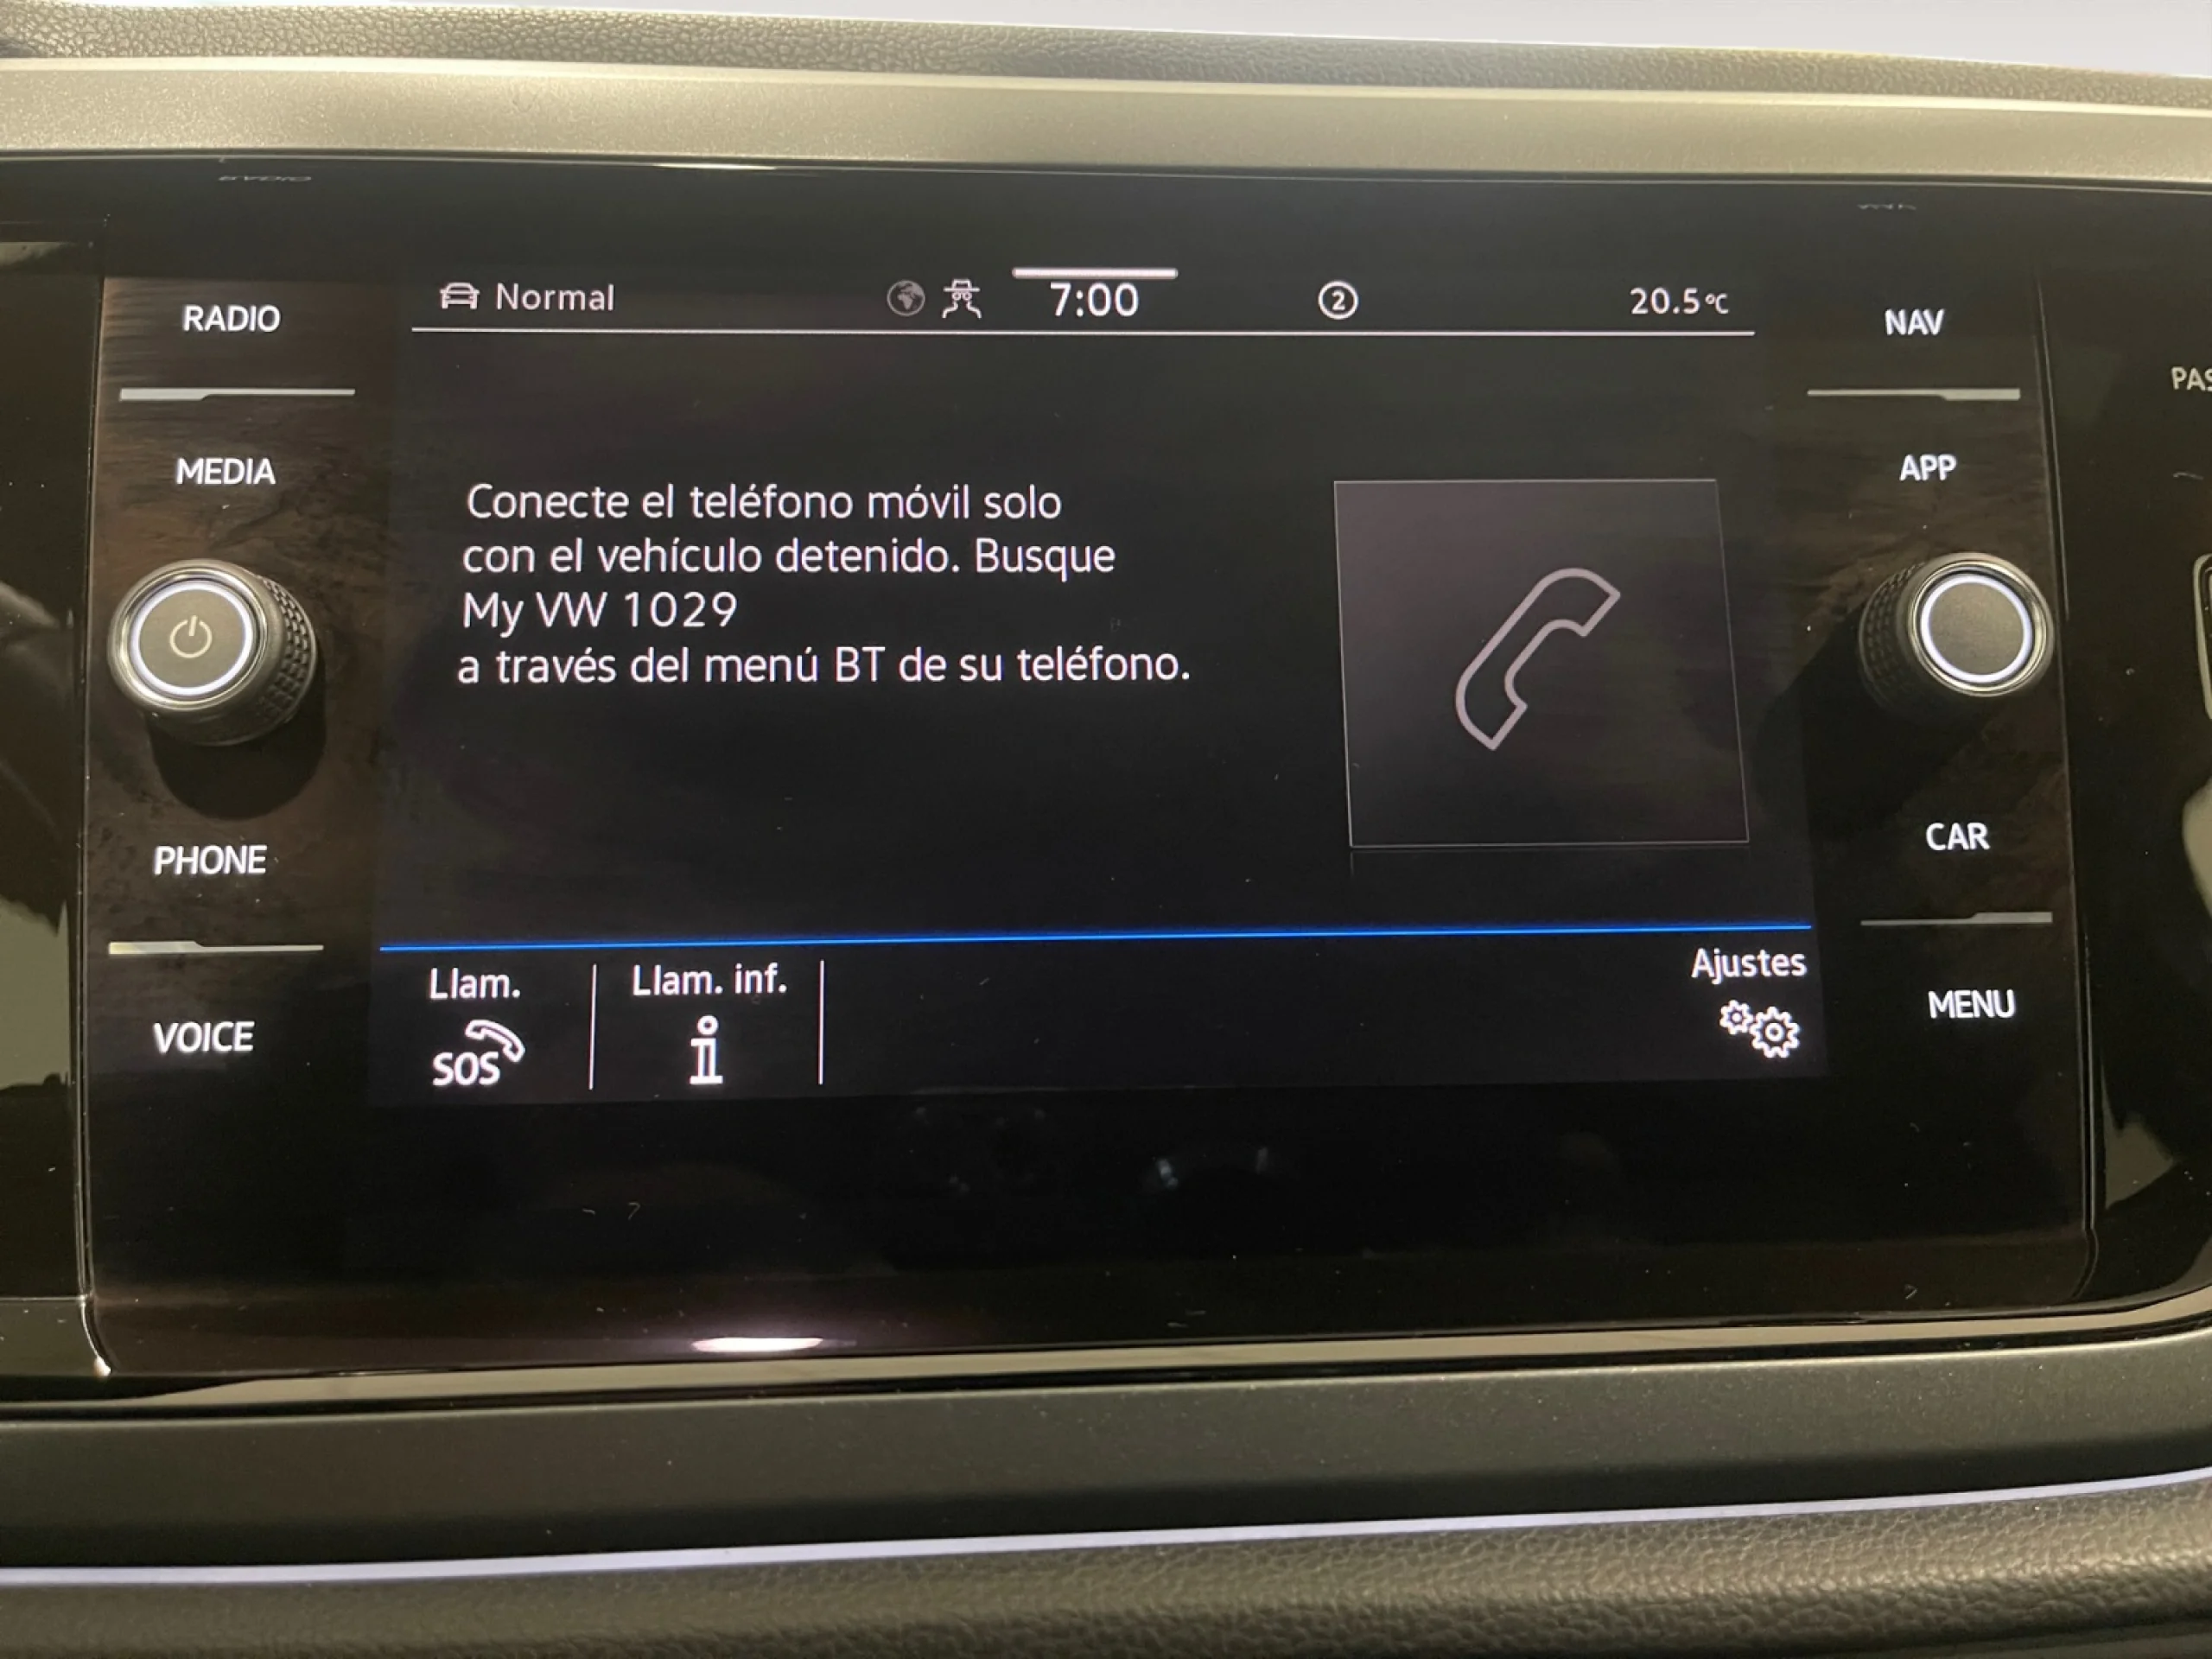 RADIO
MEDIA
PHONE
VOICE
Normal
7:00
2
20.5°C
Conecte el teléfono móvil solo
con el vehículo detenido. Busque
My VW 1029
a través del menú BT de su teléfono.
Llam.
SOS
Llam. inf.
i
Ajustes
NAV
APP
CAR
MENU